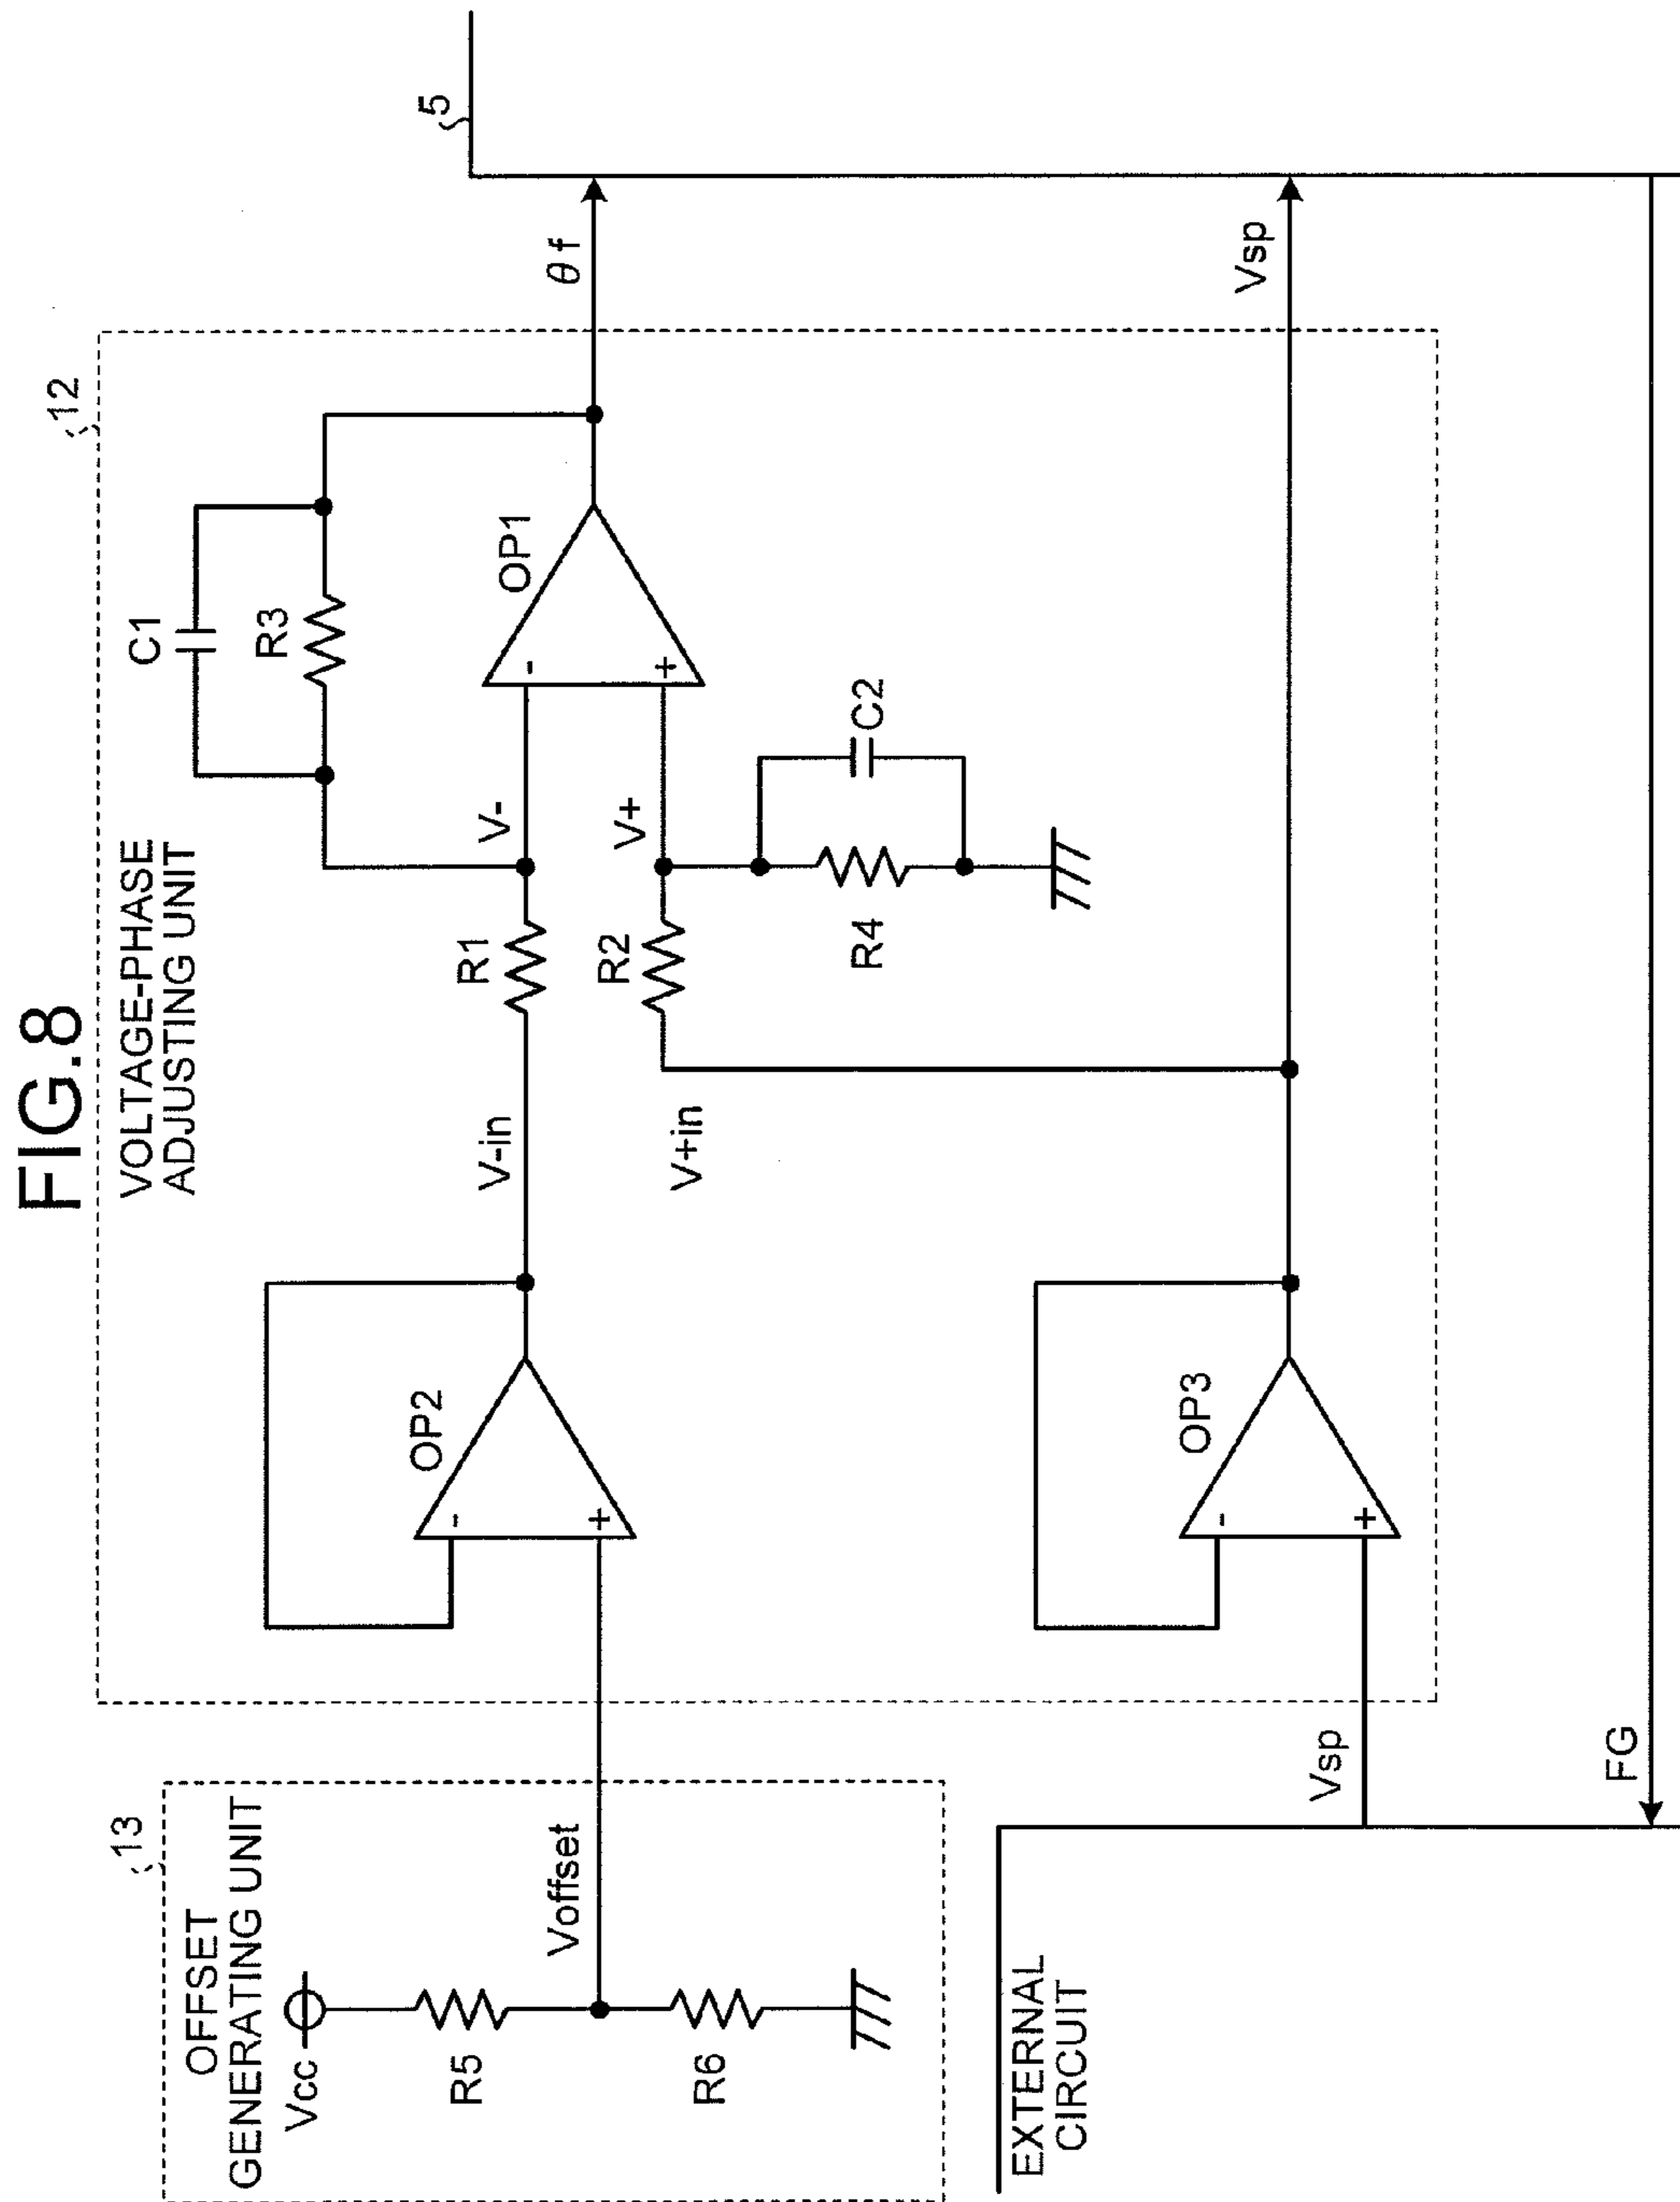 FIG.8
VOLTAGE-PHASE
ADJUSTING UNIT
12
C1
R3
OP1
θf
5
V-in
R1
V-
V+in
R2
V+
R4
C2
OP2
-
+
-
+
OP3
-
+
Vsp
13
OFFSET
GENERATING UNIT
Vcc
R5
R6
Voffset
EXTERNAL
CIRCUIT
Vsp
FG